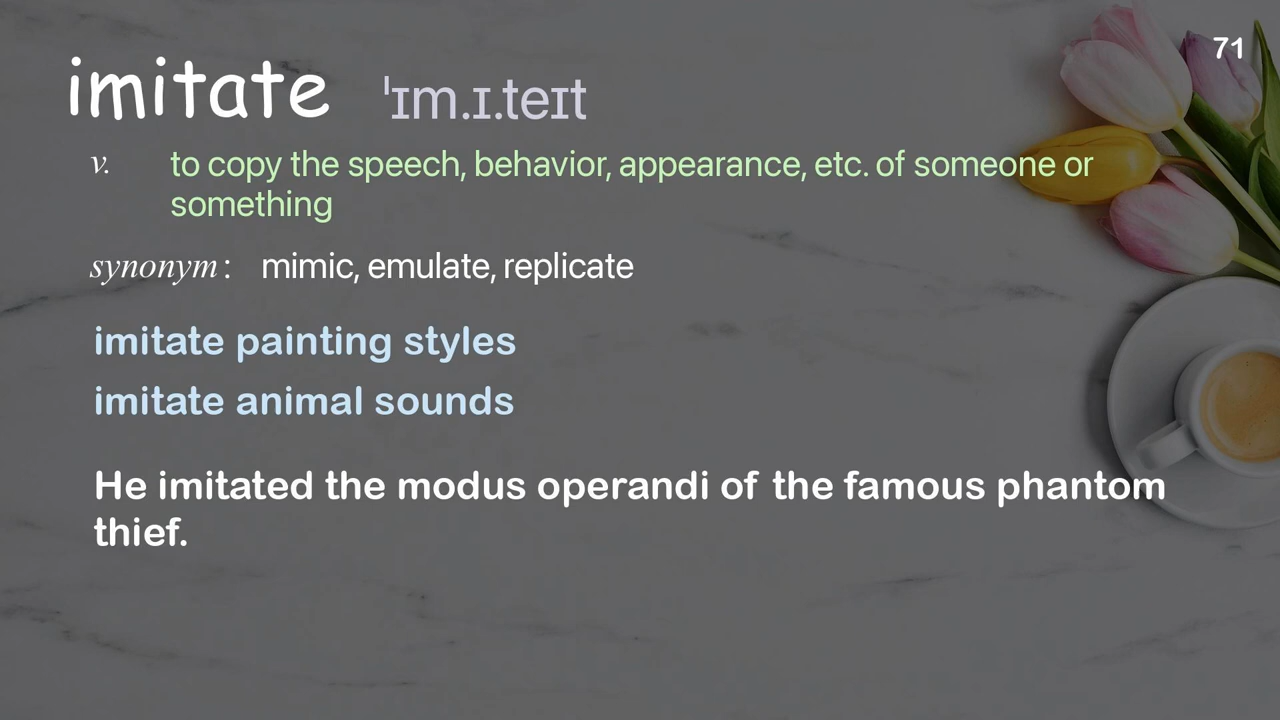 71
imitate ˈɪm.ɪ.teɪt
v. to copy the speech, behavior, appearance, etc. of someone or
something
synonym : mimic, emulate, replicate
imitate painting styles
imitate animal sounds
He imitated the modus operandi of the famous phantom
thief.